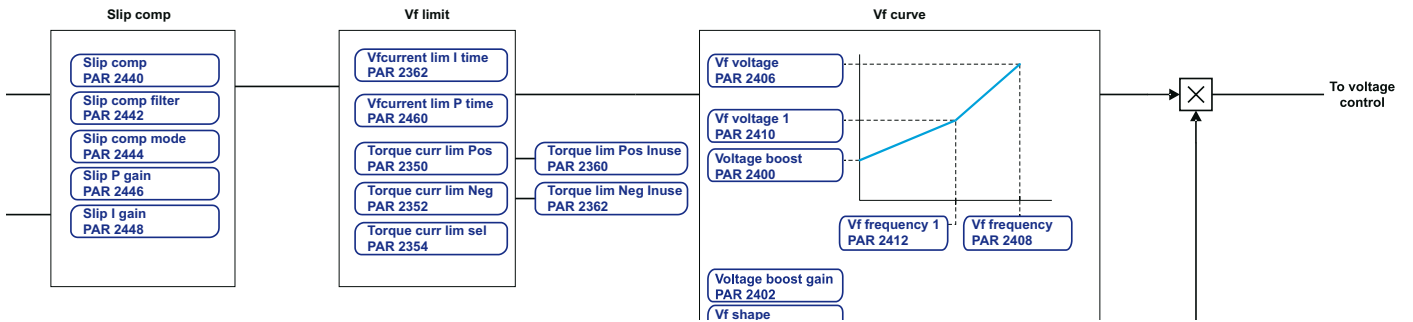 Slip comp
Slip comp
PAR 2440
Slip comp filter
PAR 2442
Slip comp mode
PAR 2444
Slip P gain
PAR 2446
Slip I gain
PAR 2448
Vf limit
Vfcurrent lim I time
PAR 2362
Vfcurrent lim P time
PAR 2460
Torque curr lim Pos
PAR 2350
Torque curr lim Neg
PAR 2352
Torque curr lim sel
PAR 2354
Torque lim Pos Inuse
PAR 2360
Torque lim Neg Inuse
PAR 2362
Vf curve
Vf voltage
PAR 2406
Vf voltage 1
PAR 2410
Voltage boost
PAR 2400
Vf frequency 1
PAR 2412
Vf frequency
PAR 2408
Voltage boost gain
PAR 2402
Vf shape
To voltage
control